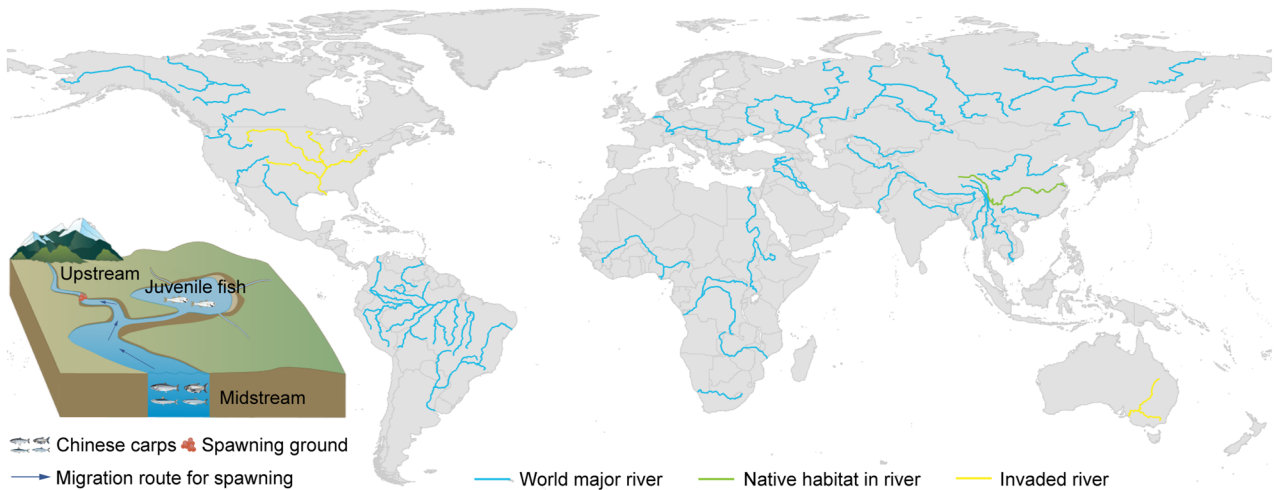 Upstream
Juvenile fish
Midstream
Chinese carps Spawning ground
Migration route for spawning
World major river Native habitat in river Invaded river